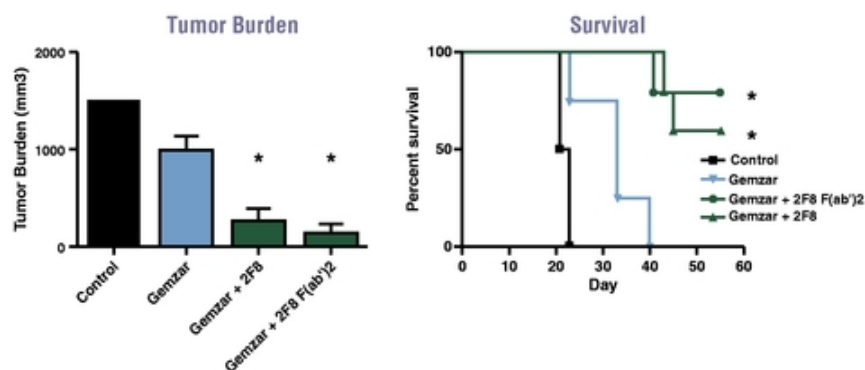 Tumor Burden
Tumor Burden (mm3)
2000
1000
0
*
*
Control
Gemzar
Gemzar + 2F8
Gemzar + 2F8 F(ab')2
Survival
Percent survival
100
50
0
*
*
Control
Gemzar
Gemzar + 2F8 F(ab')2
Gemzar + 2F8
0 10 20 30 40 50 60
Day